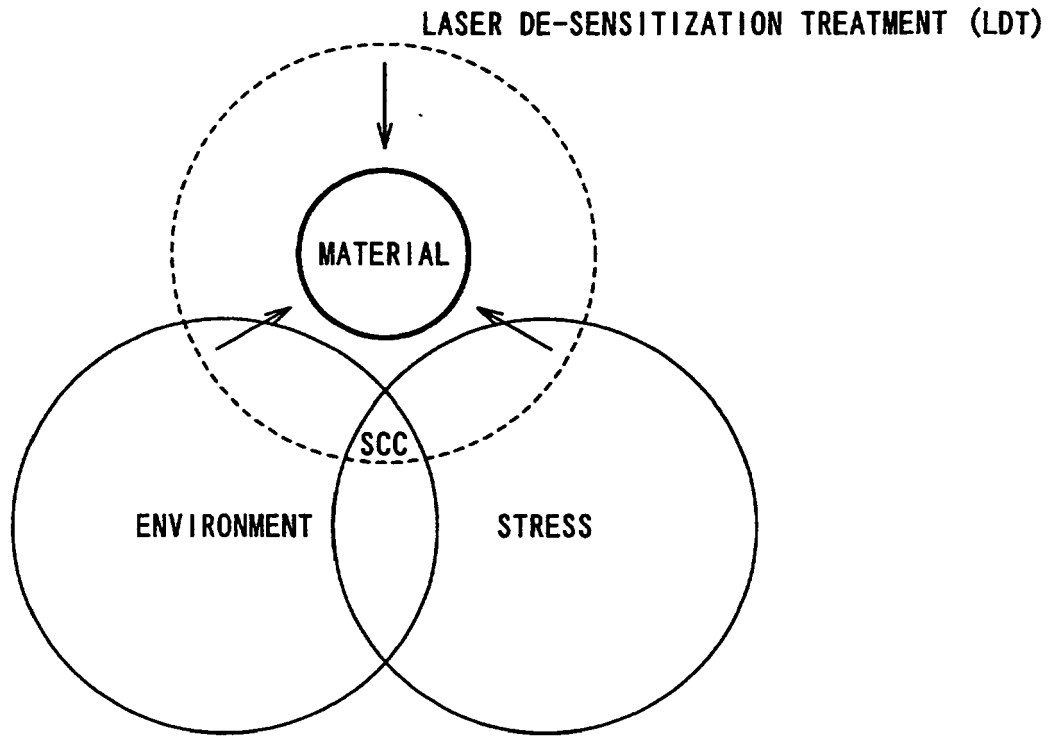 LASER DE-SENSITIZATION TREATMENT (LDT)
MATERIAL
SCC
ENVIRONMENT
STRESS